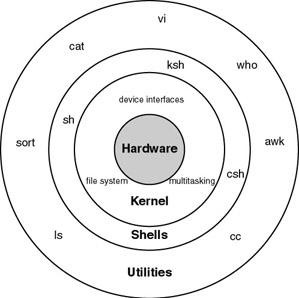 vi
cat
who
ksh
device interfaces
sh
sort
Hardware
awk
csh
file system
multitasking
Kernel
ls
Shells
cc
Utilities